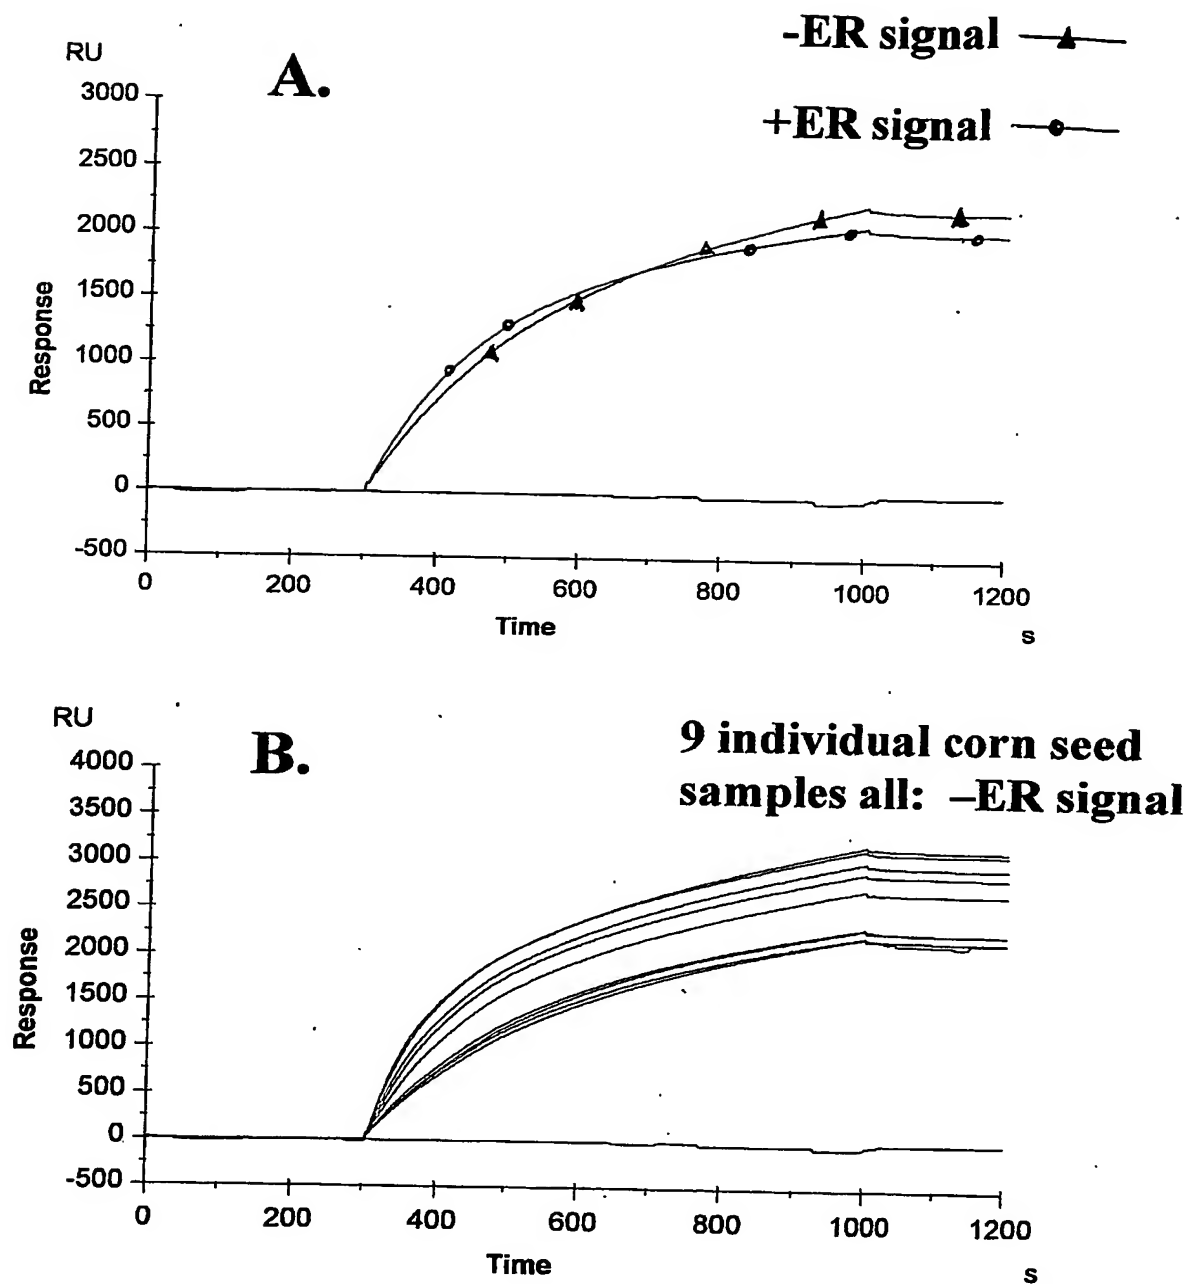 RU
A.
-ER signal
+ER signal
3000
2500
2000
1500
1000
500
0
-500
Response
0 200 400 600 800 1000 1200
Time
s
RU
B.
9 individual corn seed
samples all: –ER signal
4000
3500
3000
2500
2000
1500
1000
500
0
-500
Response
0 200 400 600 800 1000 1200
Time
s